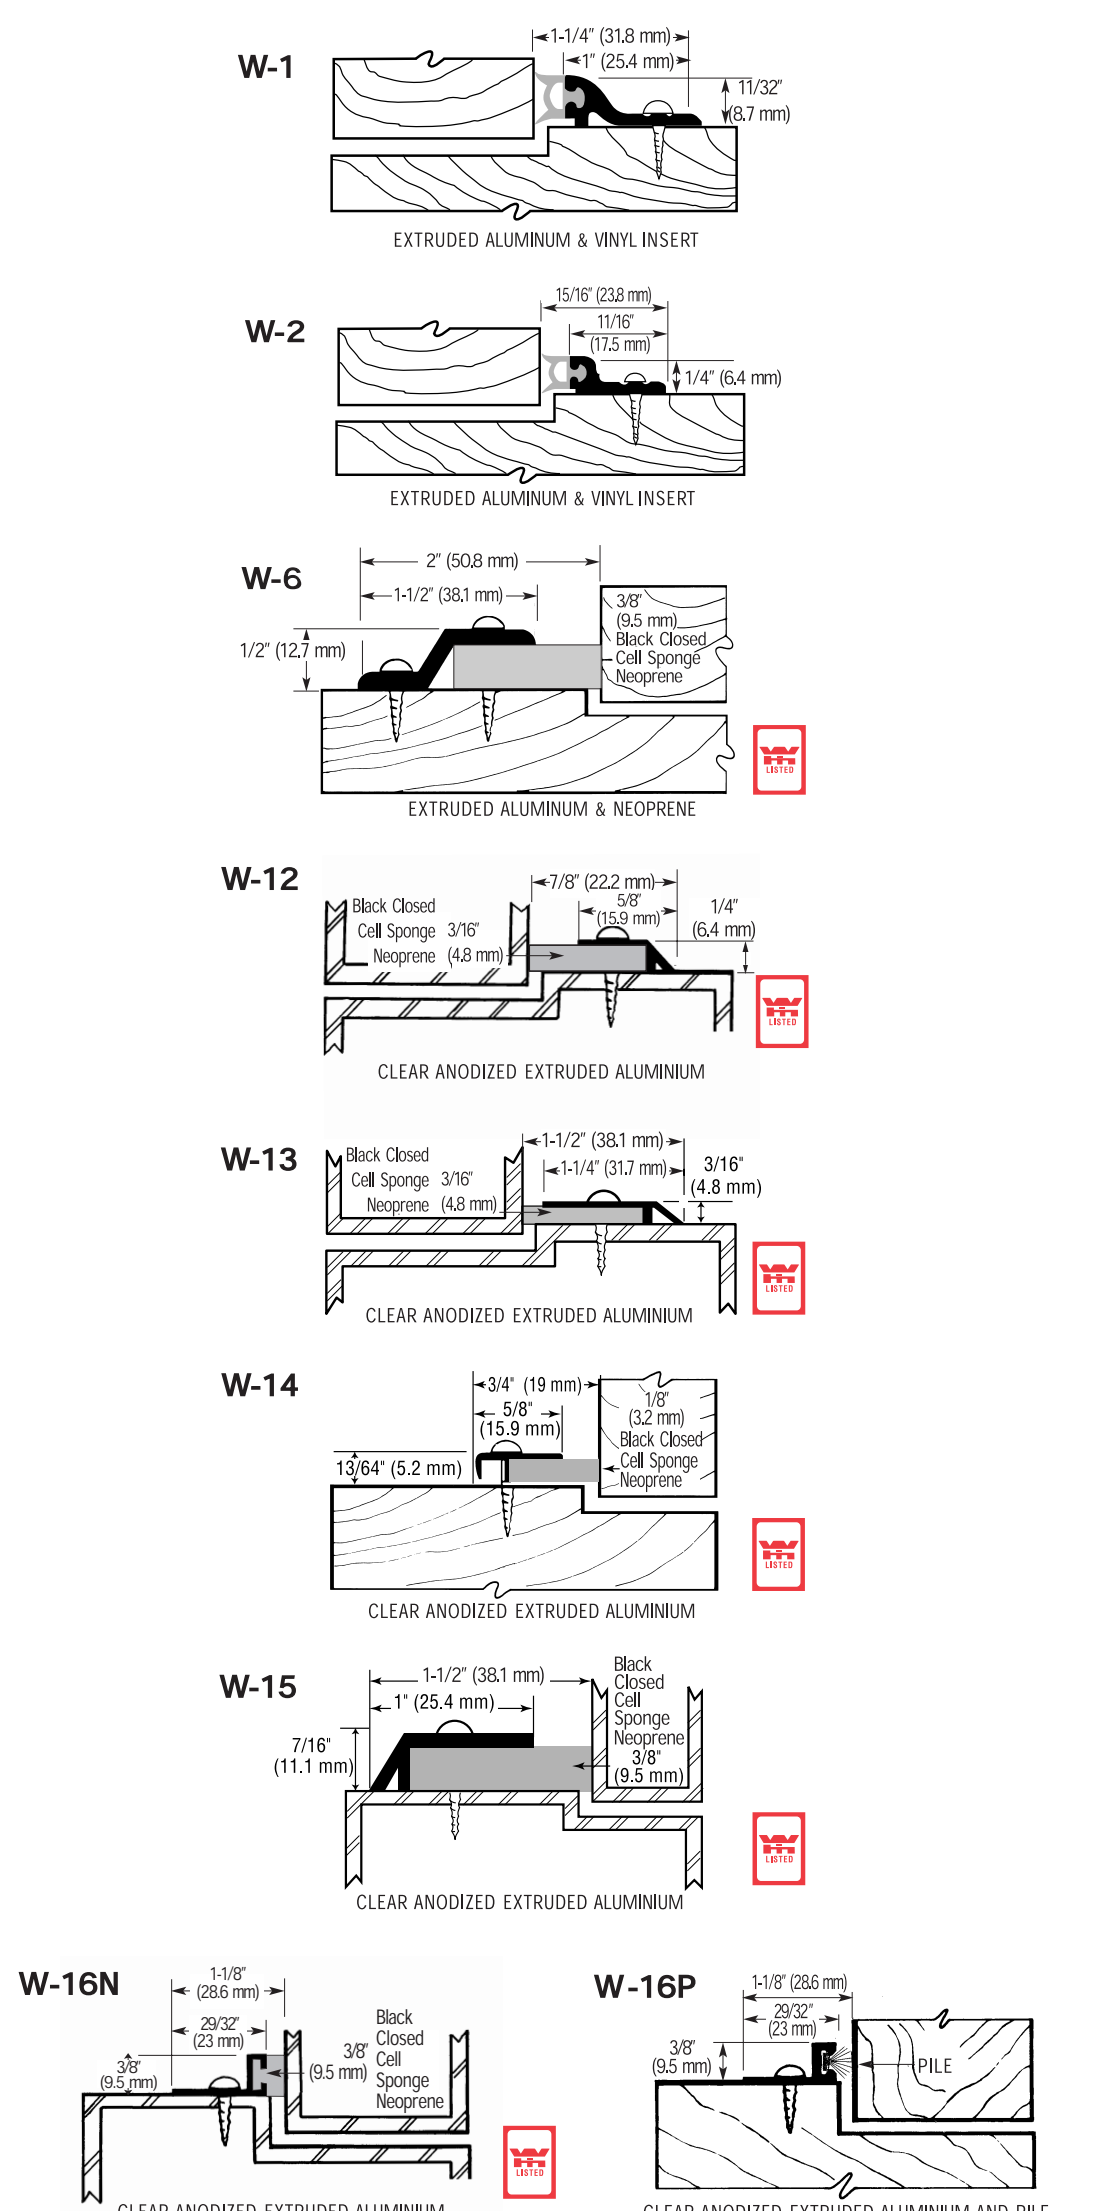 W-1
1-1/4" (31.8 mm)
1" (25.4 mm)
11/32"
(8.7 mm)
EXTRUDED ALUMINUM & VINYL INSERT
W-2
15/16" (23.8 mm)
11/16"
(17.5 mm)
1/4" (6.4 mm)
EXTRUDED ALUMINUM & VINYL INSERT
W-6
2" (50.8 mm)
1-1/2" (38.1 mm)
1/2" (12.7 mm)
3/8"
(9.5 mm)
Black Closed
Cell Sponge
Neoprene
LISTED
EXTRUDED ALUMINUM & NEOPRENE
W-12
7/8" (22.2 mm)
5/8"
(15.9 mm)
1/4"
(6.4 mm)
Black Closed
Cell Sponge 3/16"
Neoprene (4.8 mm)
LISTED
CLEAR ANODIZED EXTRUDED ALUMINIUM
W-13
1-1/2" (38.1 mm)
1-1/4" (31.7 mm)
3/16"
(4.8 mm)
Black Closed
Cell Sponge 3/16"
Neoprene (4.8 mm)
LISTED
CLEAR ANODIZED EXTRUDED ALUMINIUM
W-14
3/4" (19 mm)
5/8"
(15.9 mm)
13/64" (5.2 mm)
1/8"
(3.2 mm)
Black Closed
Cell Sponge
Neoprene
LISTED
CLEAR ANODIZED EXTRUDED ALUMINIUM
W-15
1-1/2" (38.1 mm)
1" (25.4 mm)
7/16"
(11.1 mm)
Black
Closed
Cell
Sponge
Neoprene
3/8"
(9.5 mm)
LISTED
CLEAR ANODIZED EXTRUDED ALUMINIUM
W-16N
1-1/8"
(28.6 mm)
29/32"
(23 mm)
3/8"
(9.5 mm)
3/8"
(9.5 mm)
Black
Closed
Cell
Sponge
Neoprene
LISTED
CLEAR ANODIZED EXTRUDED ALUMINIUM
W-16P
1-1/8" (28.6 mm)
29/32"
(23 mm)
3/8"
(9.5 mm)
PILE
CLEAR ANODIZED EXTRUDED ALUMINIUM AND PILE